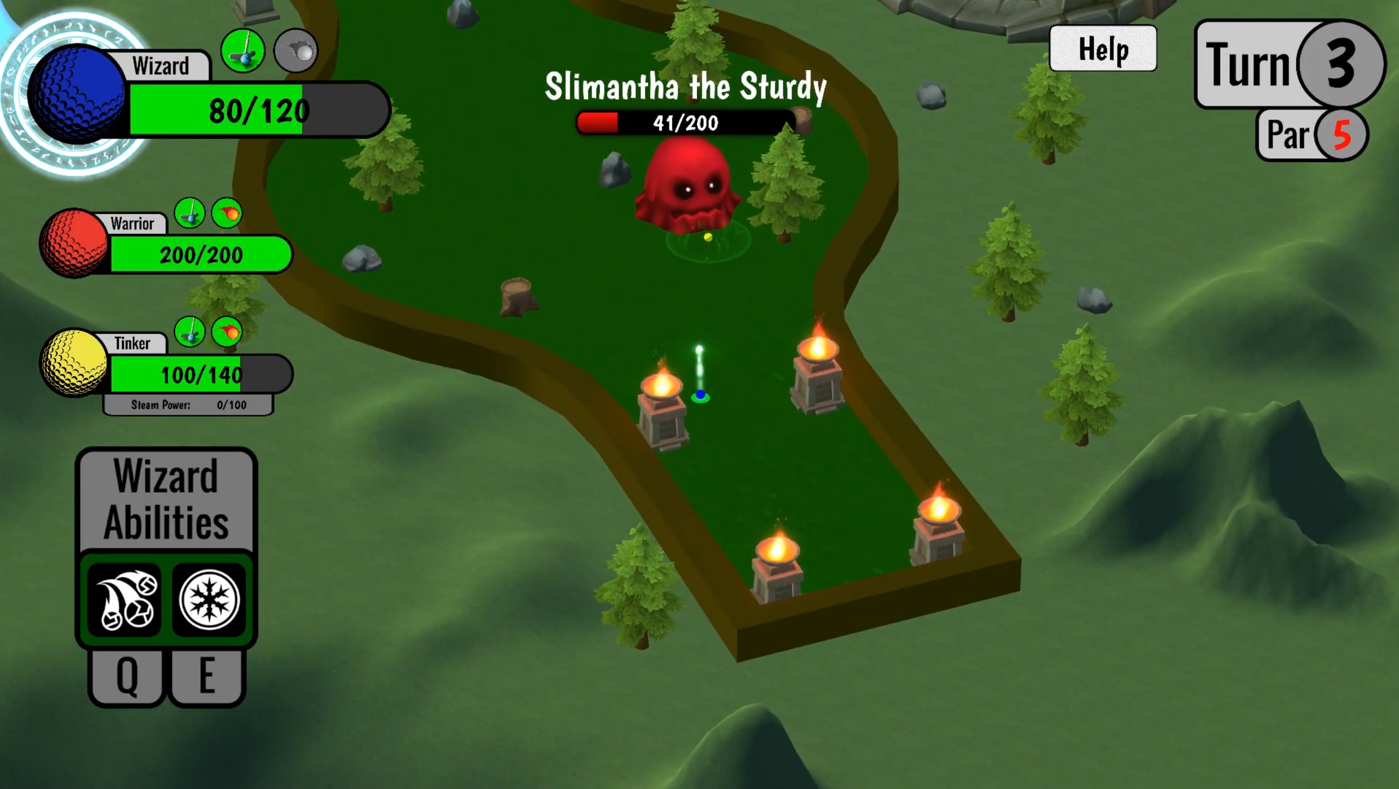 Wizard
80/120
Warrior
200/200
Tinker
100/140
Steam Power: 0/100
Wizard
Abilities
Q E
Slimantha the Sturdy
41/200
Help
Turn 3
Par 5